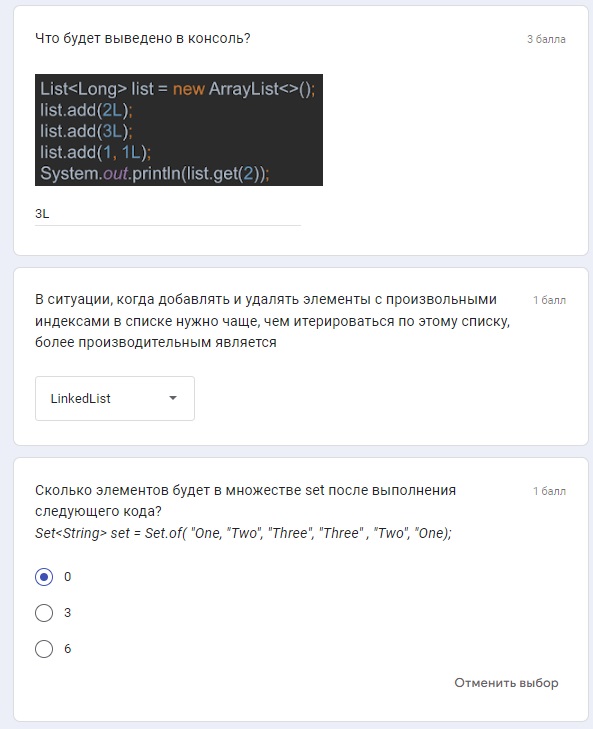 Что будет выведено в консоль?
3 балла
List<Long> list = new ArrayList<>();
list.add(2L);
list.add(3L);
list.add(1, 1L);
System.out.println(list.get(2));
3L
В ситуации, когда добавлять и удалять элементы с произвольными
1 балл
индексами в списке нужно чаще, чем итерироваться по этому списку,
более производительным является
LinkedList
Сколько элементов будет в множестве set после выполнения
1 балл
следующего кода?
Set<String> set = Set.of( "One, "Two", "Three", "Three" , "Two", "One);
0
3
6
Отменить выбор